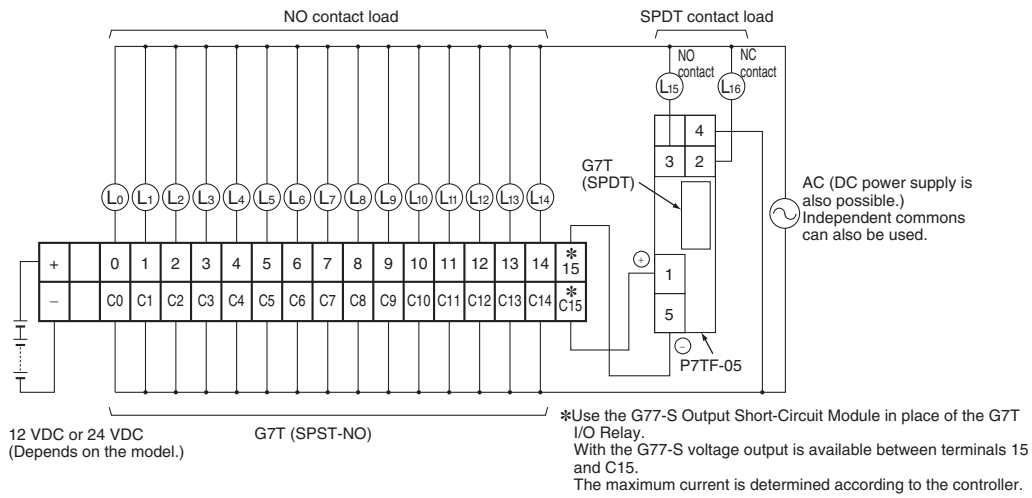 NO contact load
SPDT contact load
NO
contact
NC
contact
L15
L16
4
3 2
G7T
(SPDT)
AC (DC power supply is
also possible.)
Independent commons
can also be used.
L0 L1 L2 L3 L4 L5 L6 L7 L8 L9 L10 L11 L12 L13 L14
+ 0 1 2 3 4 5 6 7 8 9 10 11 12 13 14 ✻15
− C0 C1 C2 C3 C4 C5 C6 C7 C8 C9 C10 C11 C12 C13 C14 ✻C15
+
1
5
−
P7TF-05
12 VDC or 24 VDC
(Depends on the model.)
G7T (SPST-NO)
✻Use the G77-S Output Short-Circuit Module in place of the G7T
I/O Relay.
With the G77-S voltage output is available between terminals 15
and C15.
The maximum current is determined according to the controller.